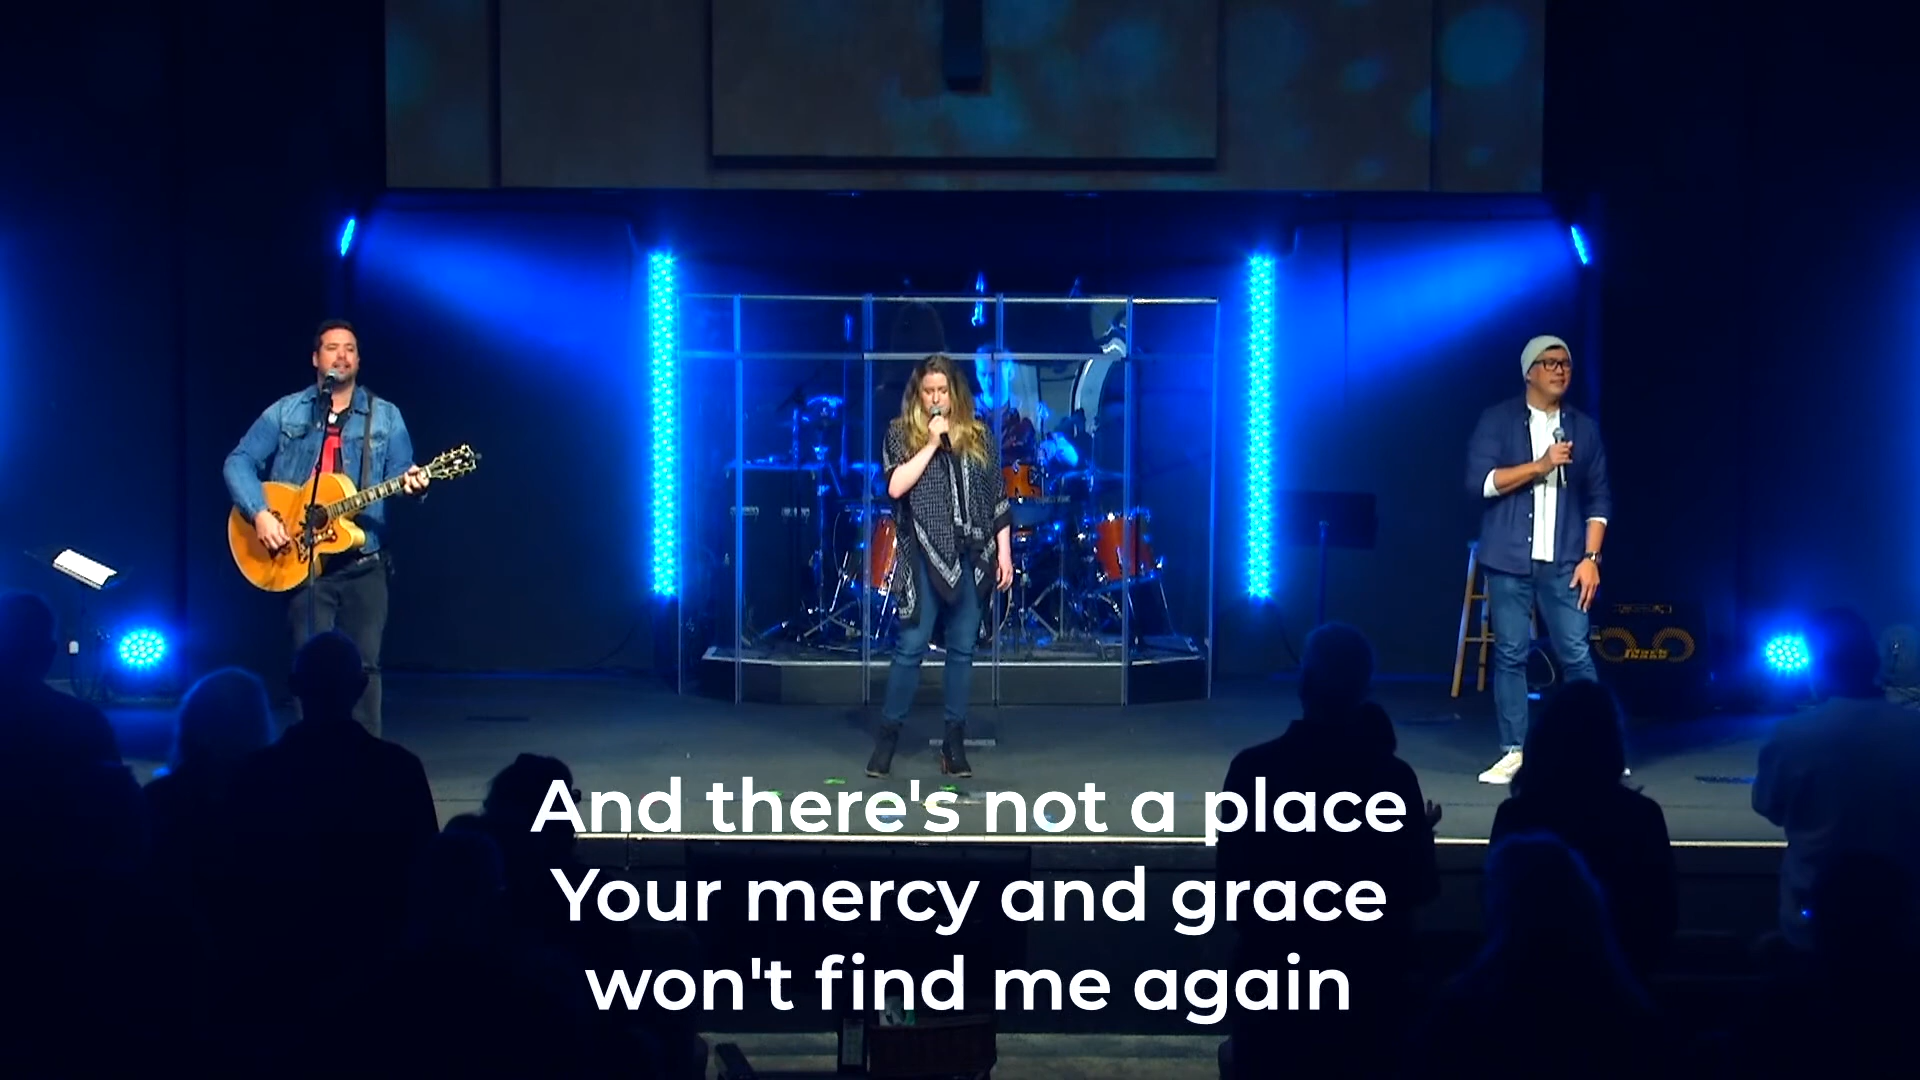 And there's not a place
Your mercy and grace
won't find me again